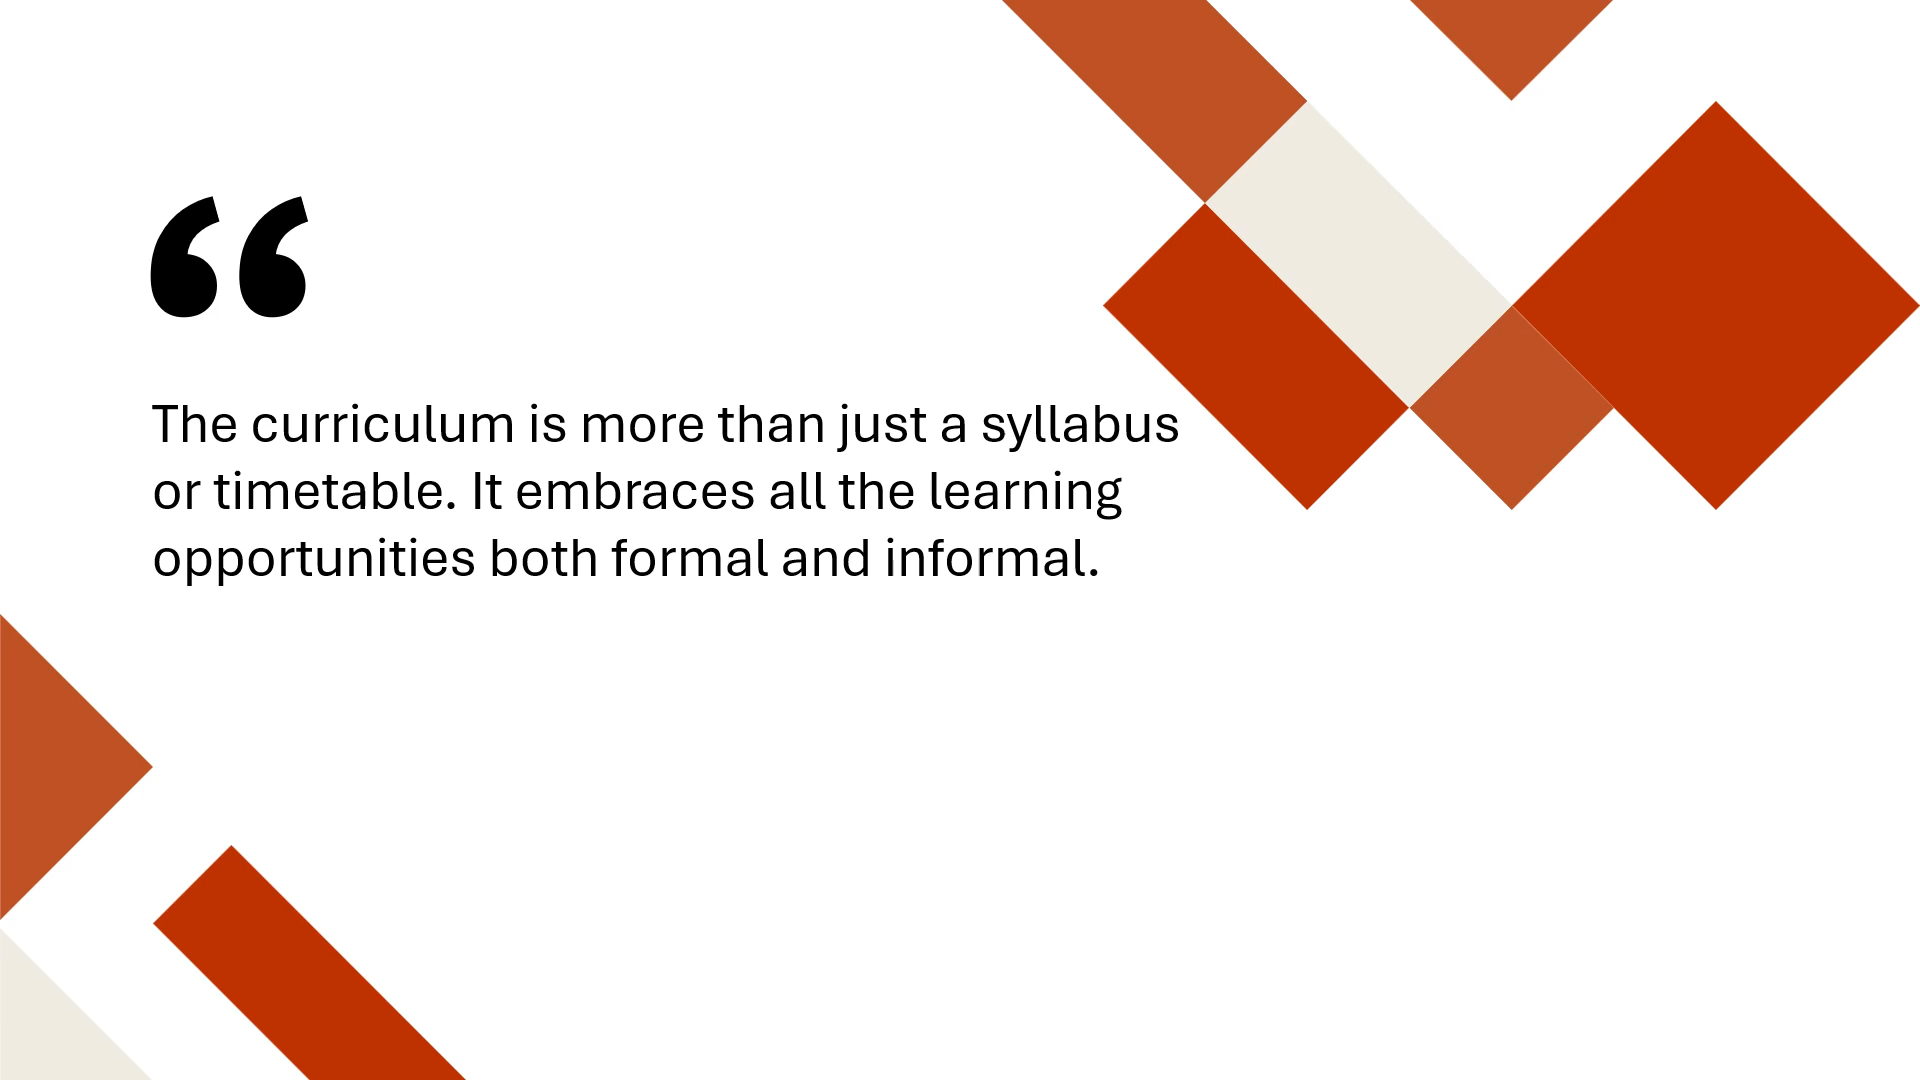 “
The curriculum is more than just a syllabus
or timetable. It embraces all the learning
opportunities both formal and informal.